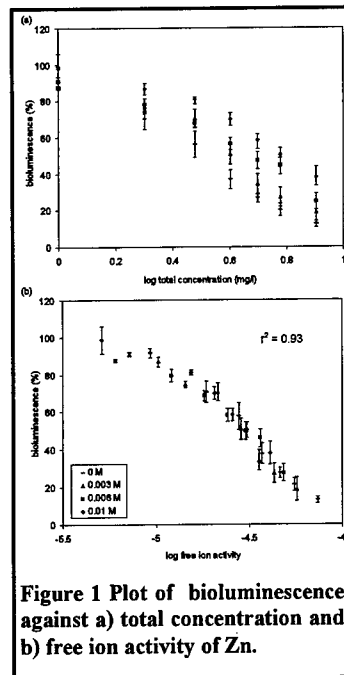 (a)
120
100
80
60
40
20
0
bioluminescence (%)
0 0.2 0.4 0.6 0.8 1
log total concentration (mg/l)
(b)
120
100
80
60
40
20
0
bioluminescence (%)
r² = 0.93
0 M
0.003 M
0.006 M
0.01 M
-5.5 -5 -4.5 -4
log free ion activity
Figure 1 Plot of bioluminescence
against a) total concentration and
b) free ion activity of Zn.